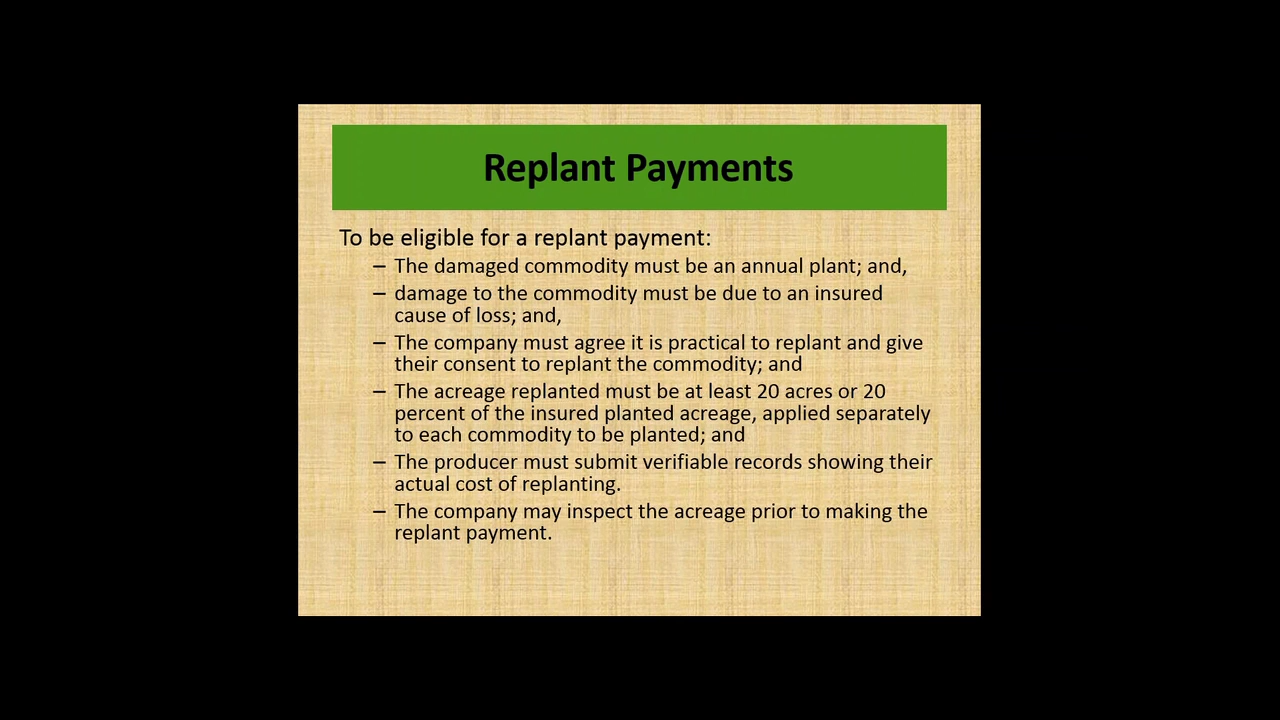 Replant Payments
To be eligible for a replant payment:
– The damaged commodity must be an annual plant; and,
– damage to the commodity must be due to an insured
cause of loss; and,
– The company must agree it is practical to replant and give
their consent to replant the commodity; and
– The acreage replanted must be at least 20 acres or 20
percent of the insured planted acreage, applied separately
to each commodity to be planted; and
– The producer must submit verifiable records showing their
actual cost of replanting.
– The company may inspect the acreage prior to making the
replant payment.